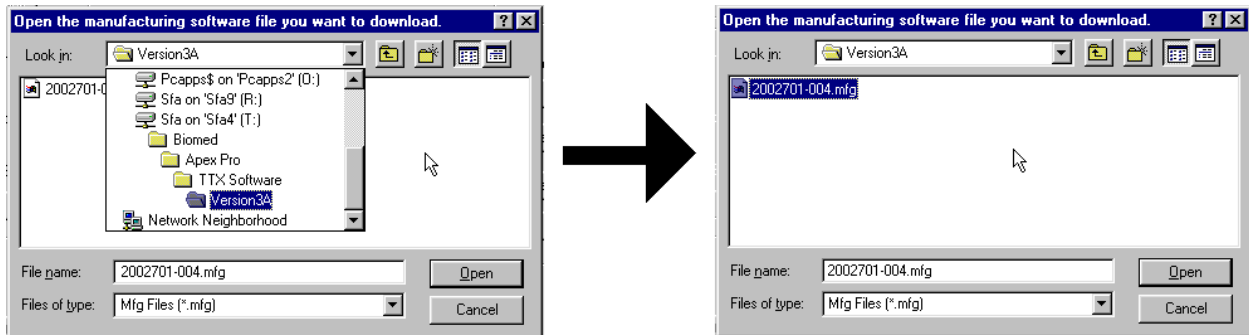 Open the manufacturing software file you want to download.
Look in: Version3A
2002701-0
Pcapps$ on 'Pcapps2' (O:)
Sfa on 'Sfa9' (R:)
Sfa on 'Sfa4' (T:)
Biomed
Apex Pro
TTX Software
Version3A
Network Neighborhood
File name: 2002701-004.mfg Open
Files of type: Mfg Files (*.mfg) Cancel
Open the manufacturing software file you want to download.
Look in: Version3A
2002701-004.mfg
File name: 2002701-004.mfg Open
Files of type: Mfg Files (*.mfg) Cancel